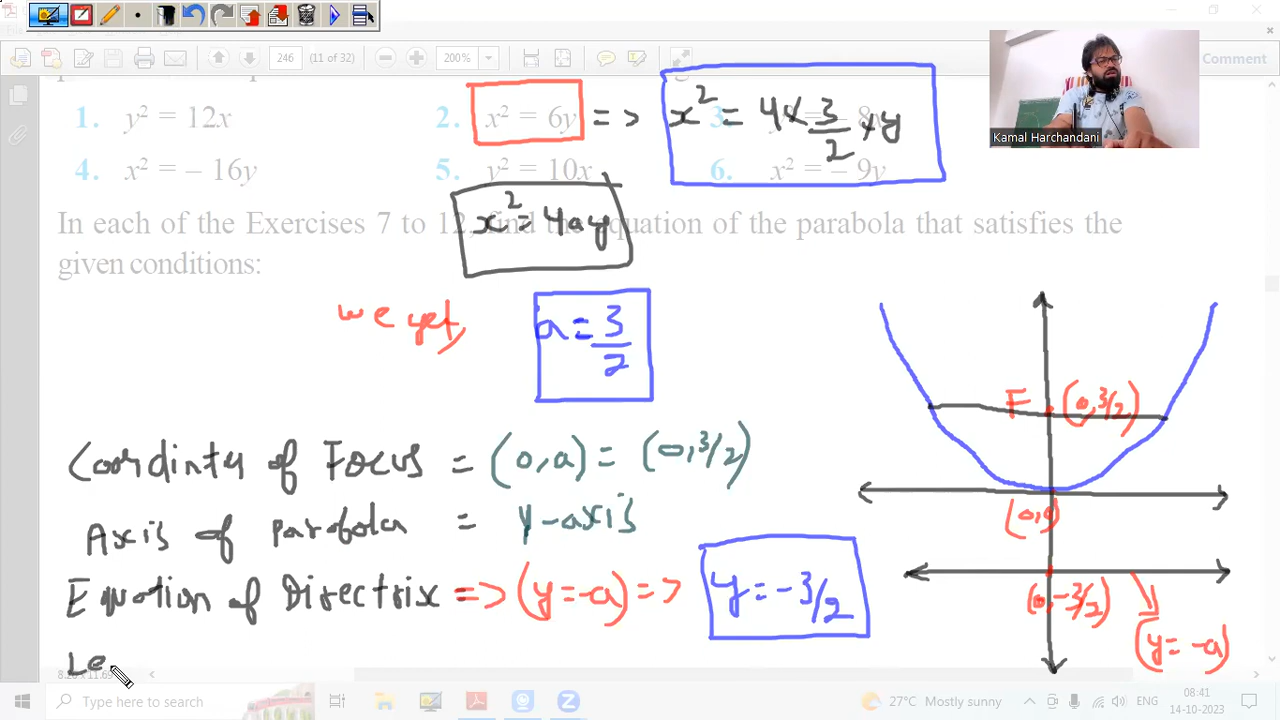 246 (11 of 32) 200% Comment
1. y² = 12x 2. x² = 6y => x² = 4 × 3/2 × y
4. x² = – 16y 5. y² = 10x 6. x² = – 9y
x² = 4ay
In each of the Exercises 7 to 12, find the equation of the parabola that satisfies the
given conditions:
we get, a = 3/2
F (0, 3/2)
Coordintes of Focus = (0, a) = (0, 3/2)
(0, 0)
Axis of parabola = y-axis
Equation of Directrix => (y = -a) => y = -3/2
(0, -3/2)
(y = -a)
Le
Kamal Harchandani
Type here to search
27°C Mostly sunny
ENG
08:41
14-10-2023